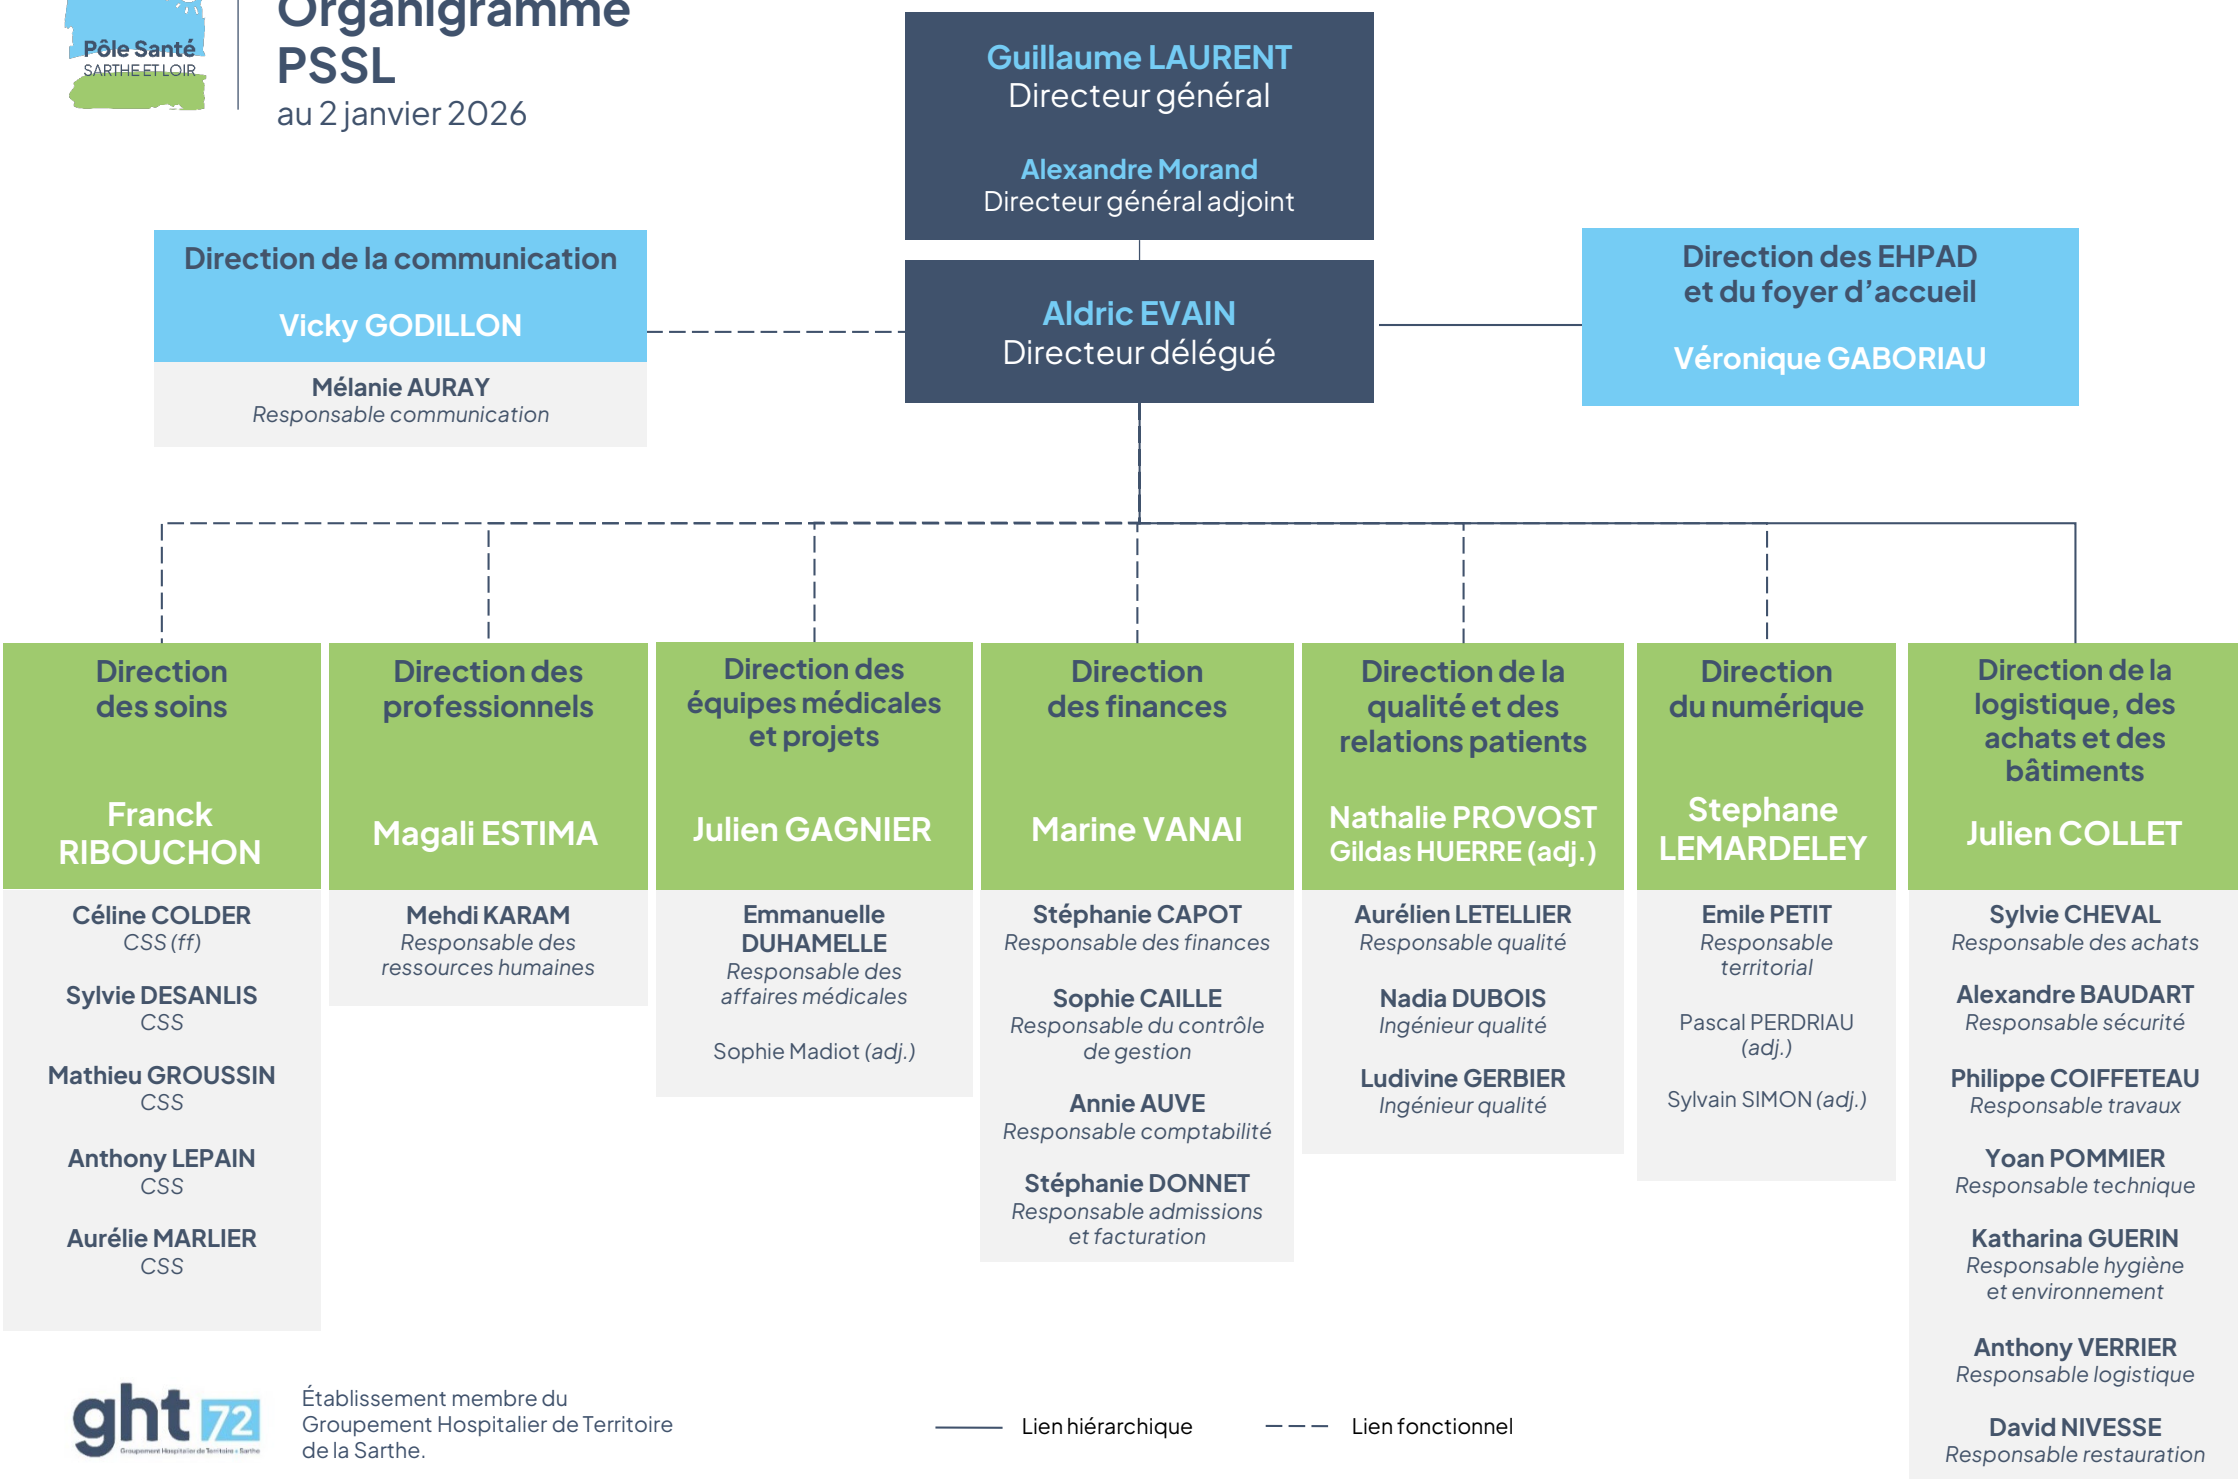 Pôle Santé
SARTHE ET LOIR
Organigramme
PSSL
au 2 janvier 2026
Guillaume LAURENT
Directeur général
Alexandre Morand
Directeur général adjoint
Direction de la communication
Vicky GODILLON
Mélanie AURAY
Responsable communication
Aldric EVAIN
Directeur délégué
Direction des EHPAD
et du foyer d’accueil
Véronique GABORIAU
Direction
des soins
Franck
RIBOUCHON
Céline COLDER
CSS (ff)
Sylvie DESANLIS
CSS
Mathieu GROUSSIN
CSS
Anthony LEPAIN
CSS
Aurélie MARLIER
CSS
Direction des
professionnels
Magali ESTIMA
Mehdi KARAM
Responsable des
ressources humaines
Direction des
équipes médicales
et projets
Julien GAGNIER
Emmanuelle
DUHAMELLE
Responsable des
affaires médicales
Sophie Madiot (adj.)
Direction
des finances
Marine VANAI
Stéphanie CAPOT
Responsable des finances
Sophie CAILLE
Responsable du contrôle
de gestion
Annie AUVE
Responsable comptabilité
Stéphanie DONNET
Responsable admissions
et facturation
Direction de la
qualité et des
relations patients
Nathalie PROVOST
Gildas HUERRE (adj.)
Aurélien LETELLIER
Responsable qualité
Nadia DUBOIS
Ingénieur qualité
Ludivine GERBIER
Ingénieur qualité
Direction
du numérique
Stephane
LEMARDELEY
Emile PETIT
Responsable
territorial
Pascal PERDRIAU
(adj.)
Sylvain SIMON (adj.)
Direction de la
logistique, des
achats et des
bâtiments
Julien COLLET
Sylvie CHEVAL
Responsable des achats
Alexandre BAUDART
Responsable sécurité
Philippe COIFFETEAU
Responsable travaux
Yoan POMMIER
Responsable technique
Katharina GUERIN
Responsable hygiène
et environnement
Anthony VERRIER
Responsable logistique
David NIVESSE
Responsable restauration
ght 72
Groupement Hospitalier de Territoire • Sarthe
Établissement membre du
Groupement Hospitalier de Territoire
de la Sarthe.
Lien hiérarchique
Lien fonctionnel